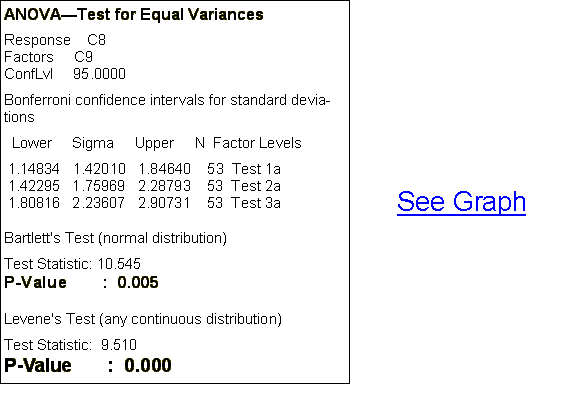 ANOVA—Test for Equal Variances
Response C8
Factors C9
ConfLvl 95.0000
Bonferroni confidence intervals for standard devia-
tions
Lower Sigma Upper N Factor Levels
1.14834 1.42010 1.84640 53 Test 1a
1.42295 1.75969 2.28793 53 Test 2a
1.80816 2.23607 2.90731 53 Test 3a
Bartlett's Test (normal distribution)
Test Statistic: 10.545
P-Value : 0.005
Levene's Test (any continuous distribution)
Test Statistic: 9.510
P-Value : 0.000
See Graph